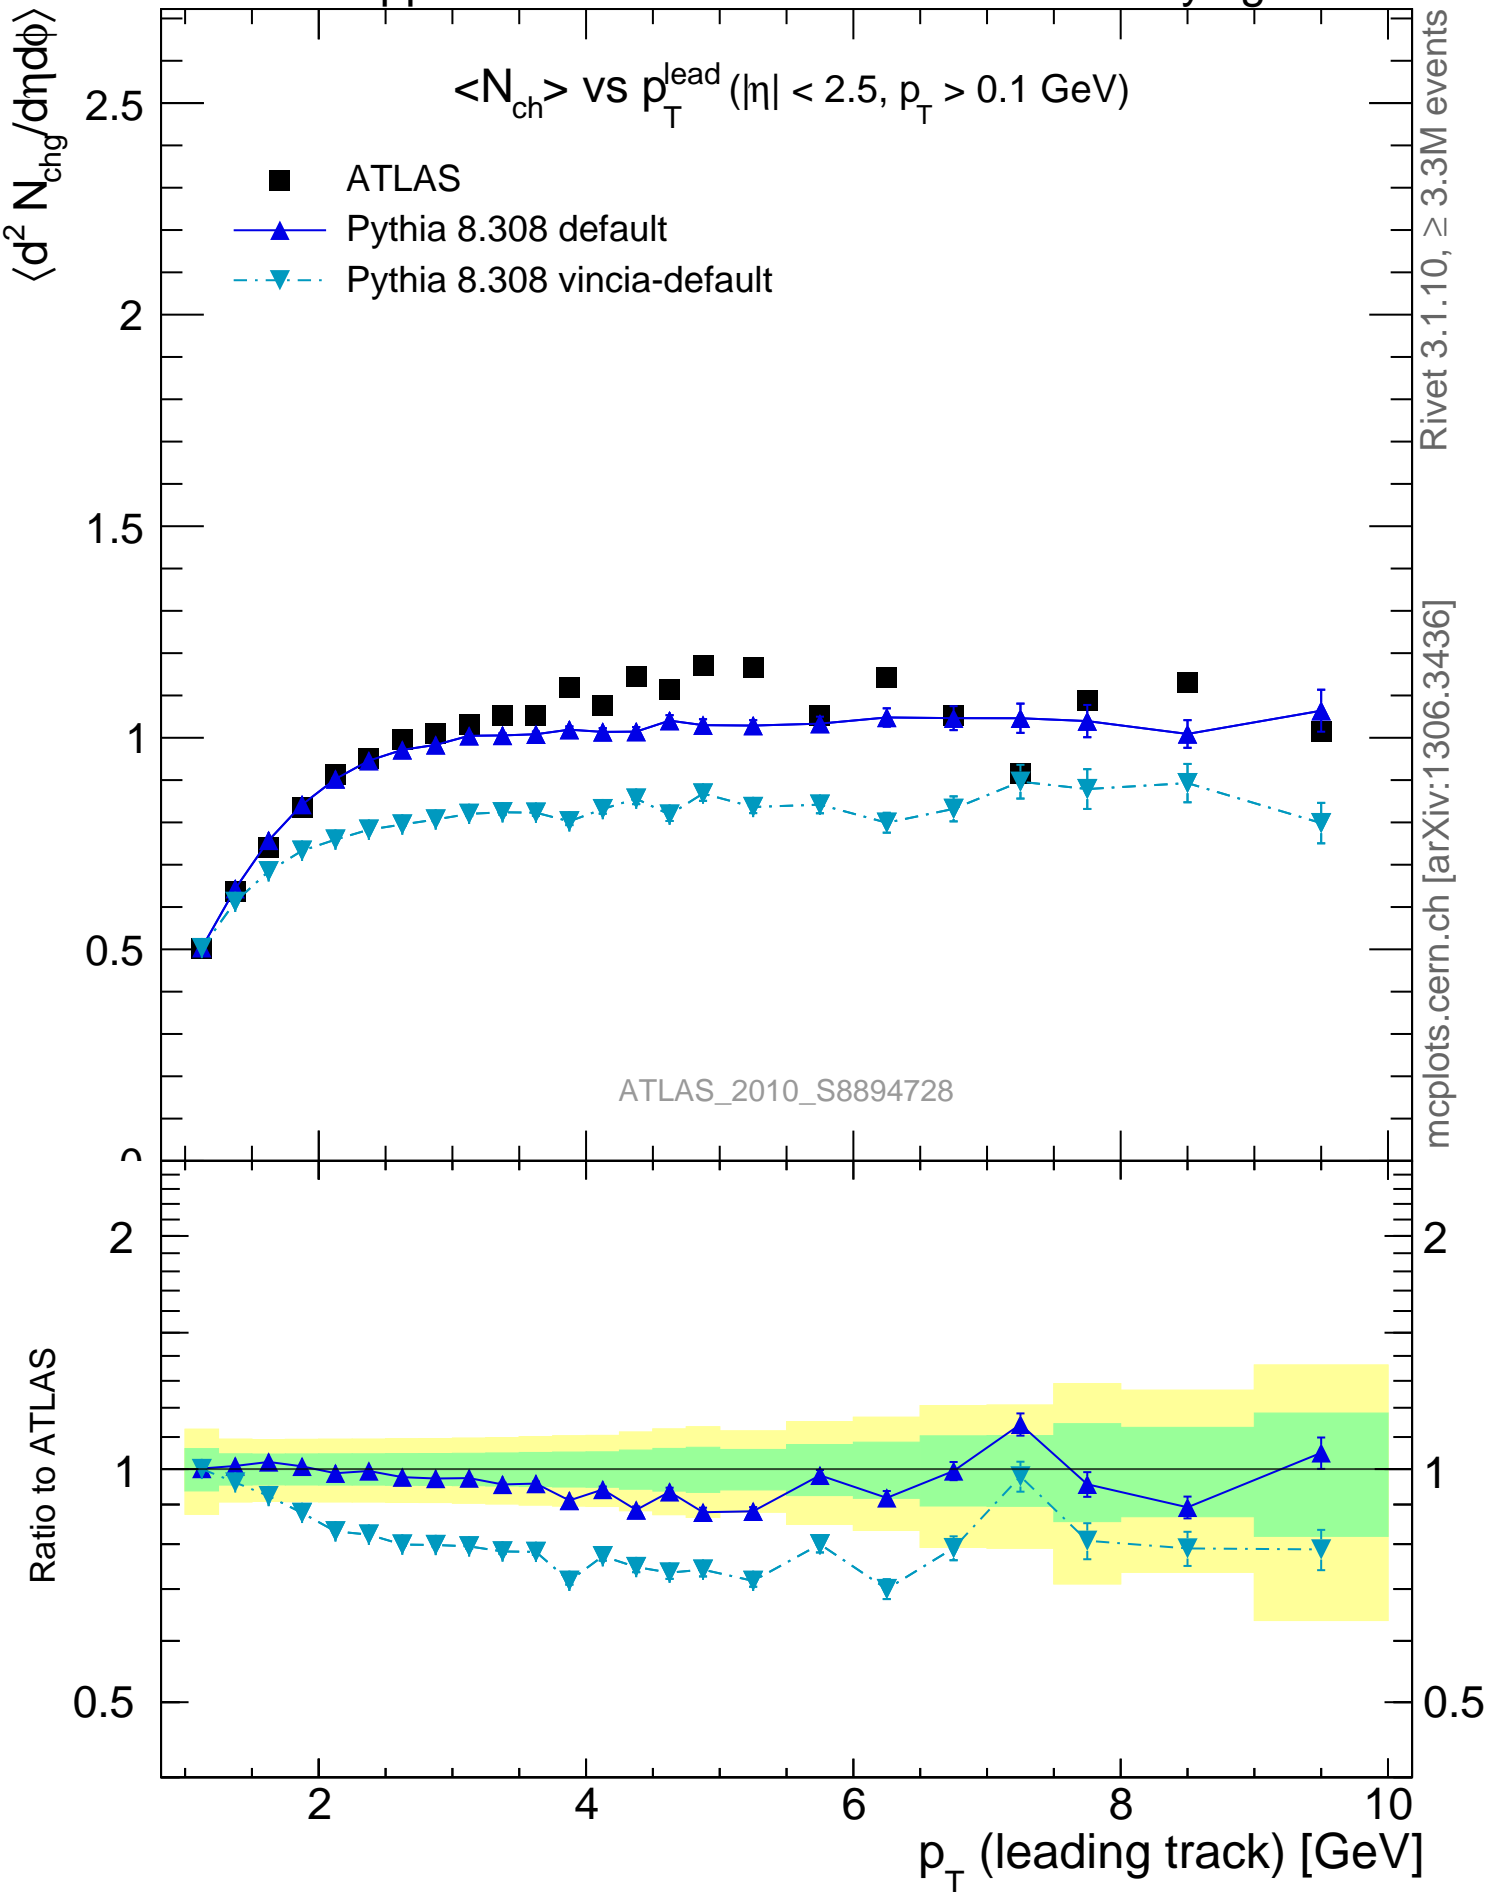 <N_ch> vs p_T^lead (|η| < 2.5, p_T > 0.1 GeV)
⟨d² N_chg/dηdφ⟩
ATLAS
Pythia 8.308 default
Pythia 8.308 vincia-default
2.5
2
1.5
1
0.5
ATLAS_2010_S8894728
Rivet 3.1.10, ≥ 3.3M events
mcplots.cern.ch [arXiv:1306.3436]
Ratio to ATLAS
2
1
0.5
2
1
0.5
2 4 6 8 10
p_T (leading track) [GeV]